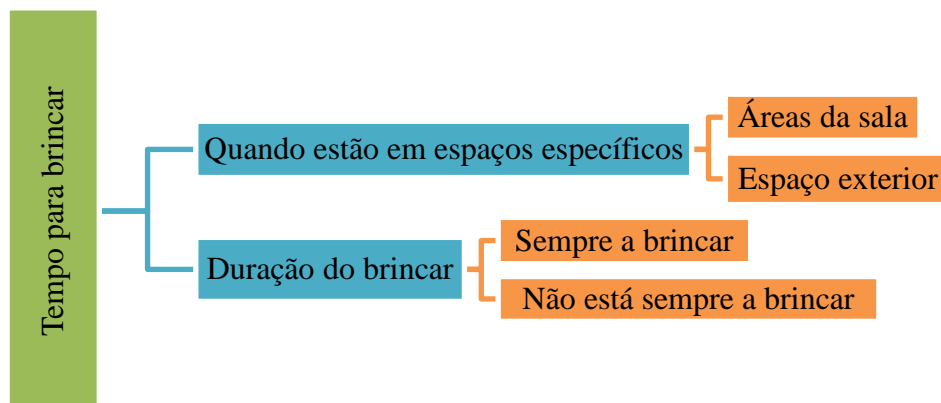 Tempo para brincar
Quando estão em espaços específicos
Áreas da sala
Espaço exterior
Duração do brincar
Sempre a brincar
Não está sempre a brincar